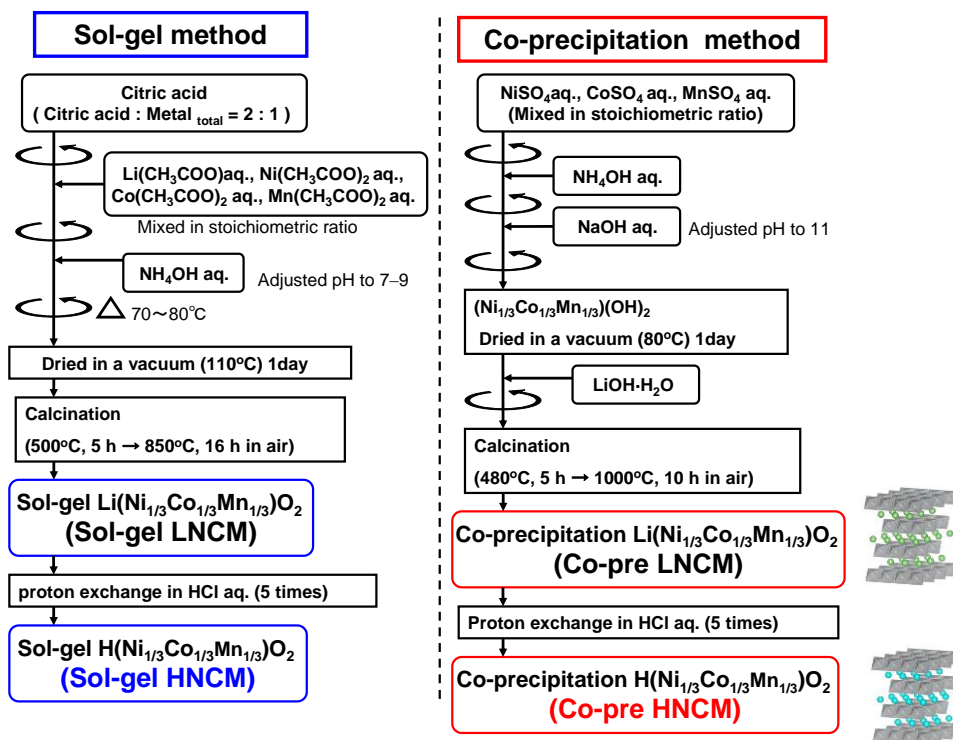 Sol-gel method
Citric acid
( Citric acid : Metal total = 2 : 1 )
Li(CH3COO)aq., Ni(CH3COO)2 aq.,
Co(CH3COO)2 aq., Mn(CH3COO)2 aq.
Mixed in stoichiometric ratio
NH4OH aq.
Adjusted pH to 7–9
70～80℃
Dried in a vacuum (110ºC) 1day
Calcination
(500ºC, 5 h → 850ºC, 16 h in air)
Sol-gel Li(Ni1/3Co1/3Mn1/3)O2
(Sol-gel LNCM)
proton exchange in HCl aq. (5 times)
Sol-gel H(Ni1/3Co1/3Mn1/3)O2
(Sol-gel HNCM)
Co-precipitation method
NiSO4aq., CoSO4 aq., MnSO4 aq.
(Mixed in stoichiometric ratio)
NH4OH aq.
NaOH aq.
Adjusted pH to 11
(Ni1/3Co1/3Mn1/3)(OH)2
Dried in a vacuum (80ºC) 1day
LiOH·H2O
Calcination
(480ºC, 5 h → 1000ºC, 10 h in air)
Co-precipitation Li(Ni1/3Co1/3Mn1/3)O2
(Co-pre LNCM)
Proton exchange in HCl aq. (5 times)
Co-precipitation H(Ni1/3Co1/3Mn1/3)O2
(Co-pre HNCM)